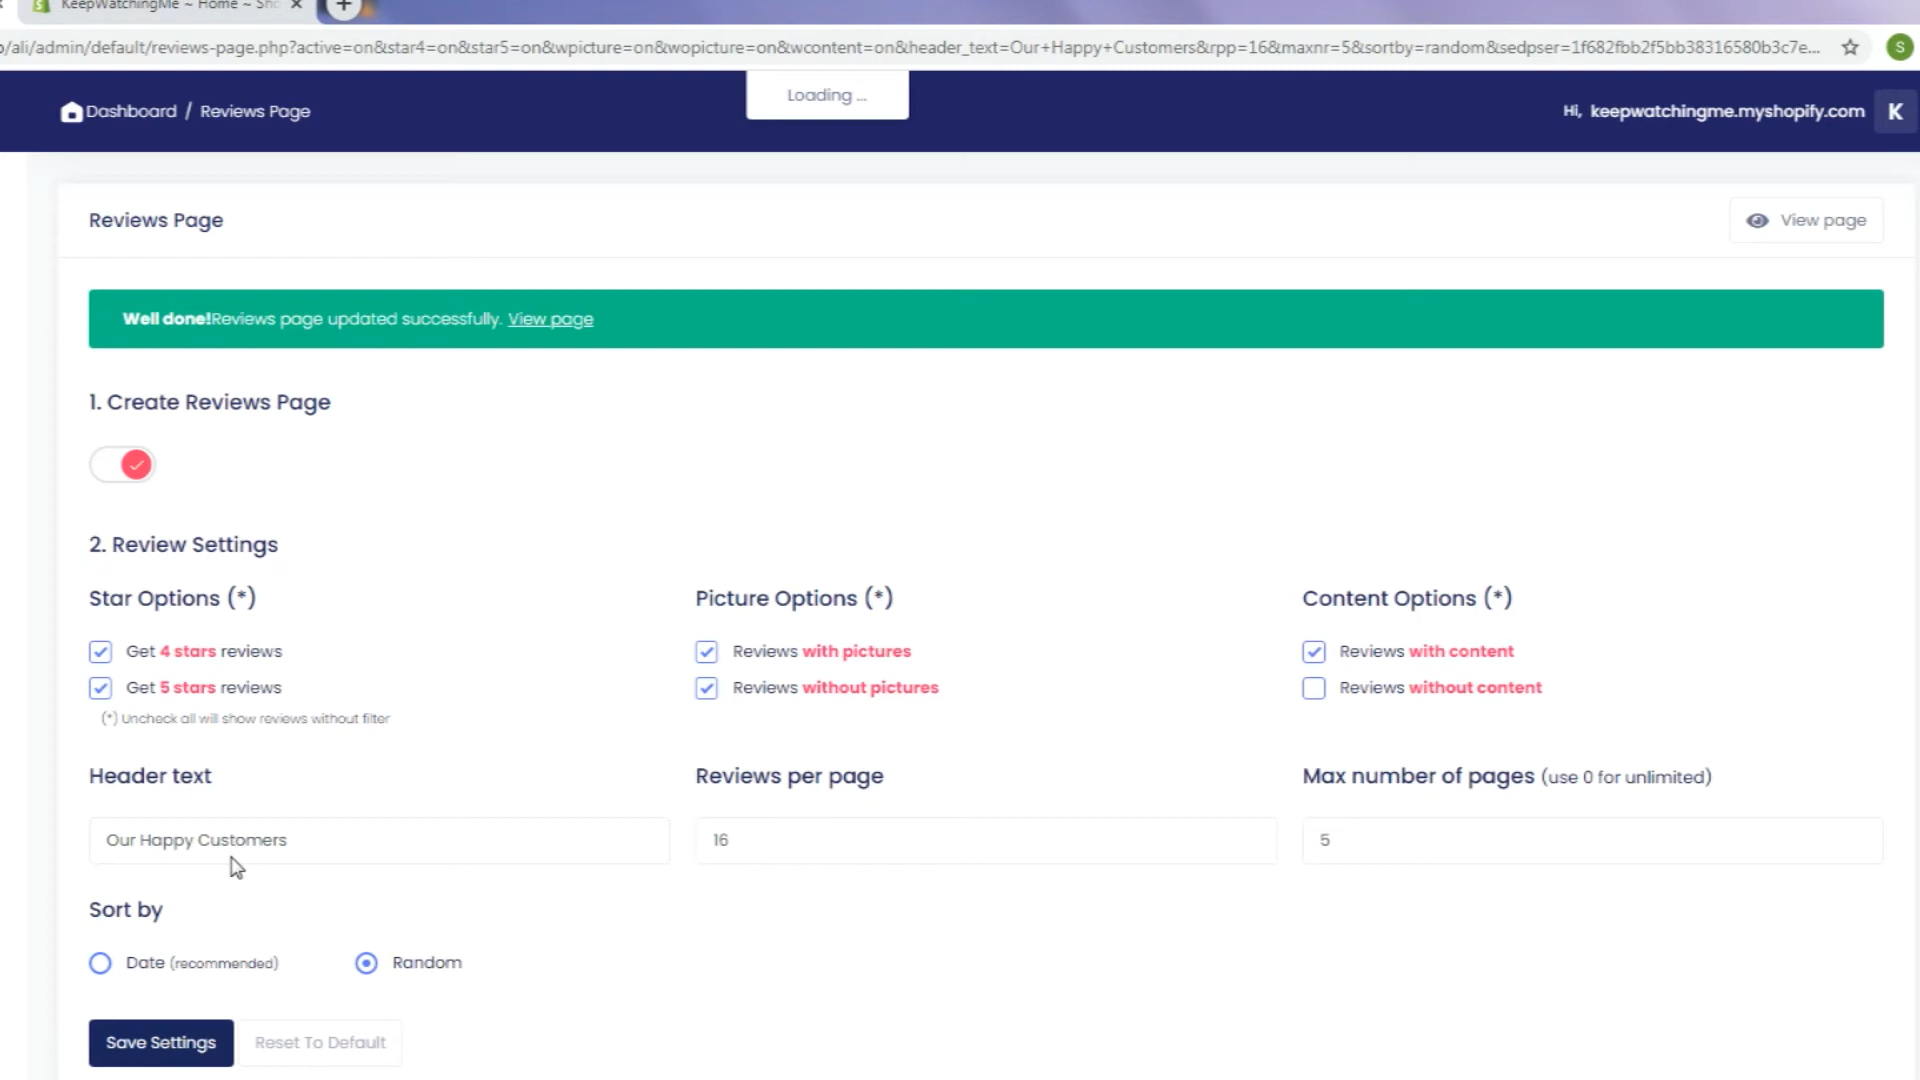 KeepWatchingMe ~ Home ~ Sho
/ali/admin/default/reviews-page.php?active=on&star4=on&star5=on&wpicture=on&wopicture=on&wcontent=on&header_text=Our+Happy+Customers&rpp=16&maxnr=5&sortby=random&sedpser=1f682fbb2f5bb38316580b3c7e... S
Dashboard / Reviews Page
Loading ...
Hi, keepwatchingme.myshopify.com K
Reviews Page
View page
Well done!Reviews page updated successfully. View page
1. Create Reviews Page
2. Review Settings
Star Options (*)
Picture Options (*)
Content Options (*)
Get 4 stars reviews
Reviews with pictures
Reviews with content
Get 5 stars reviews
Reviews without pictures
Reviews without content
(*) Uncheck all will show reviews without filter
Header text
Reviews per page
Max number of pages (use 0 for unlimited)
Our Happy Customers
16
5
Sort by
Date (recommended)
Random
Save Settings
Reset To Default